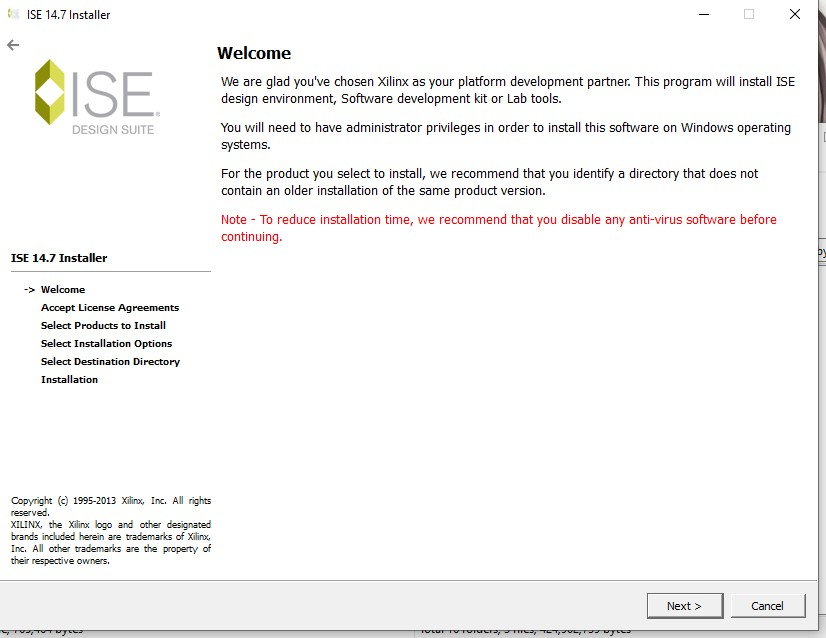 ISE 14.7 Installer
ISE
DESIGN SUITE
Welcome
We are glad you've chosen Xilinx as your platform development partner. This program will install ISE
design environment, Software development kit or Lab tools.
You will need to have administrator privileges in order to install this software on Windows operating
systems.
For the product you select to install, we recommend that you identify a directory that does not
contain an older installation of the same product version.
Note - To reduce installation time, we recommend that you disable any anti-virus software before
continuing.
ISE 14.7 Installer
-> Welcome
Accept License Agreements
Select Products to Install
Select Installation Options
Select Destination Directory
Installation
Copyright (c) 1995-2013 Xilinx, Inc. All rights
reserved.
XILINX, the Xilinx logo and other designated
brands included herein are trademarks of Xilinx,
Inc. All other trademarks are the property of
their respective owners.
Next >
Cancel